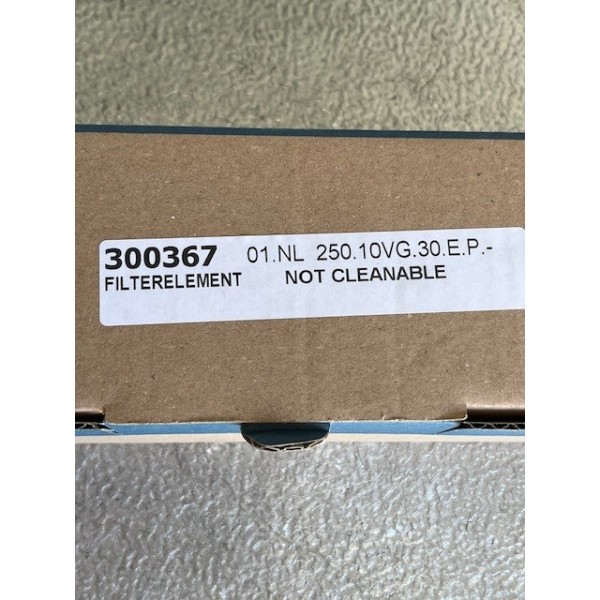 300367 01.NL 250.10VG.30.E.P.-
FILTERELEMENT NOT CLEANABLE